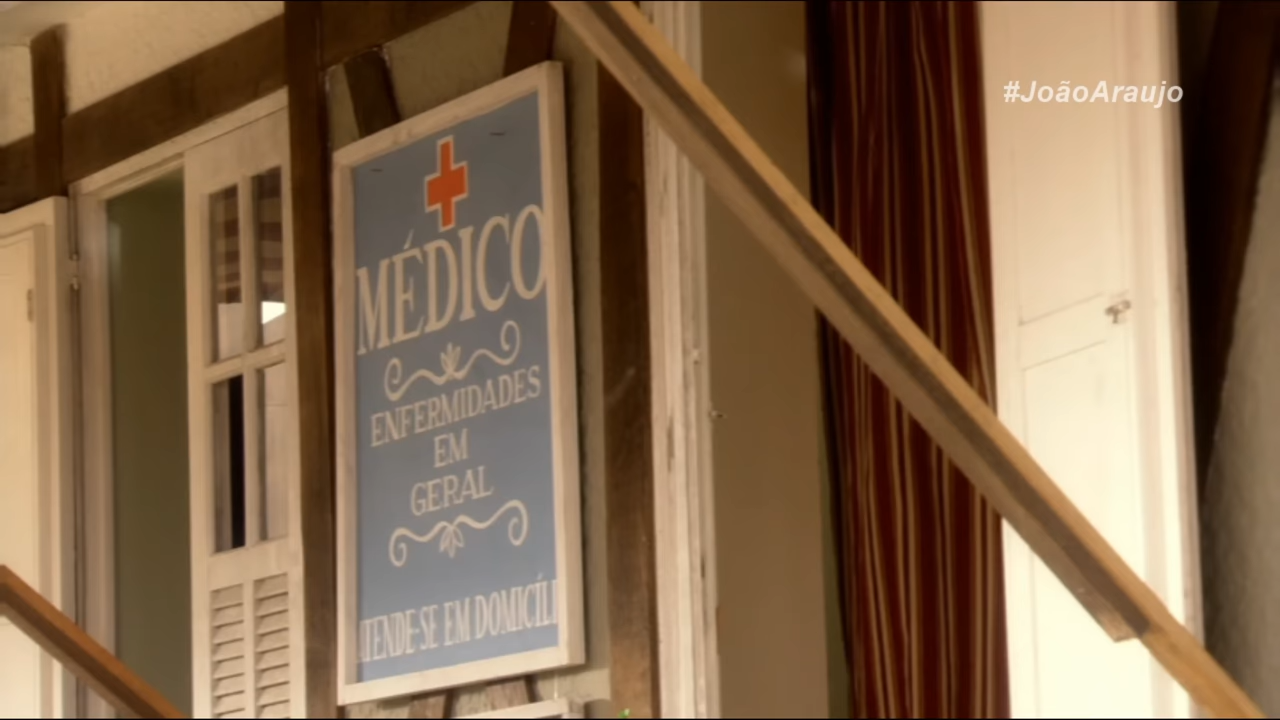 #JoãoAraujo
MÉDICO
ENFERMIDADES
EM
GERAL
TENDE-SE EM DOMICÍLI